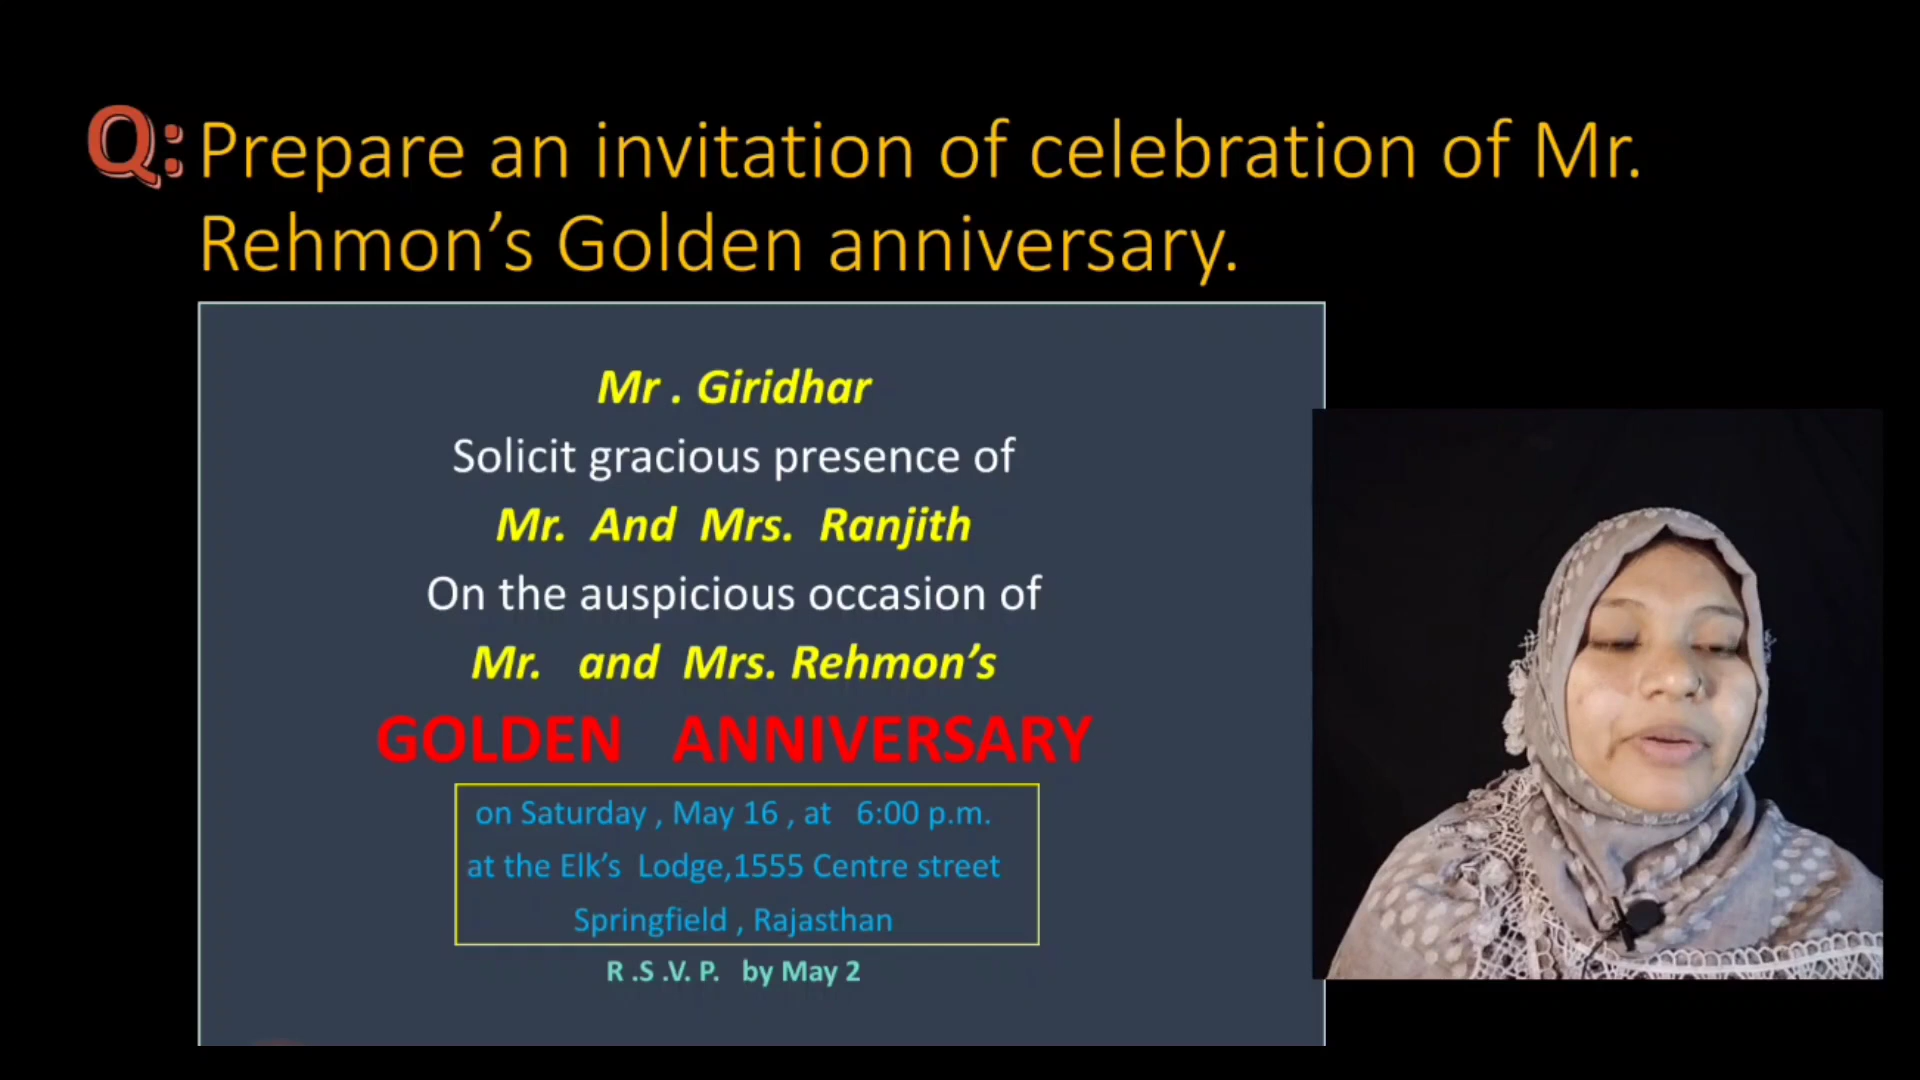 Q: Prepare an invitation of celebration of Mr.
Rehmon’s Golden anniversary.
Mr . Giridhar
Solicit gracious presence of
Mr. And Mrs. Ranjith
On the auspicious occasion of
Mr. and Mrs. Rehmon’s
GOLDEN ANNIVERSARY
on Saturday , May 16 , at 6:00 p.m.
at the Elk’s Lodge,1555 Centre street
Springfield , Rajasthan
R .S .V. P. by May 2